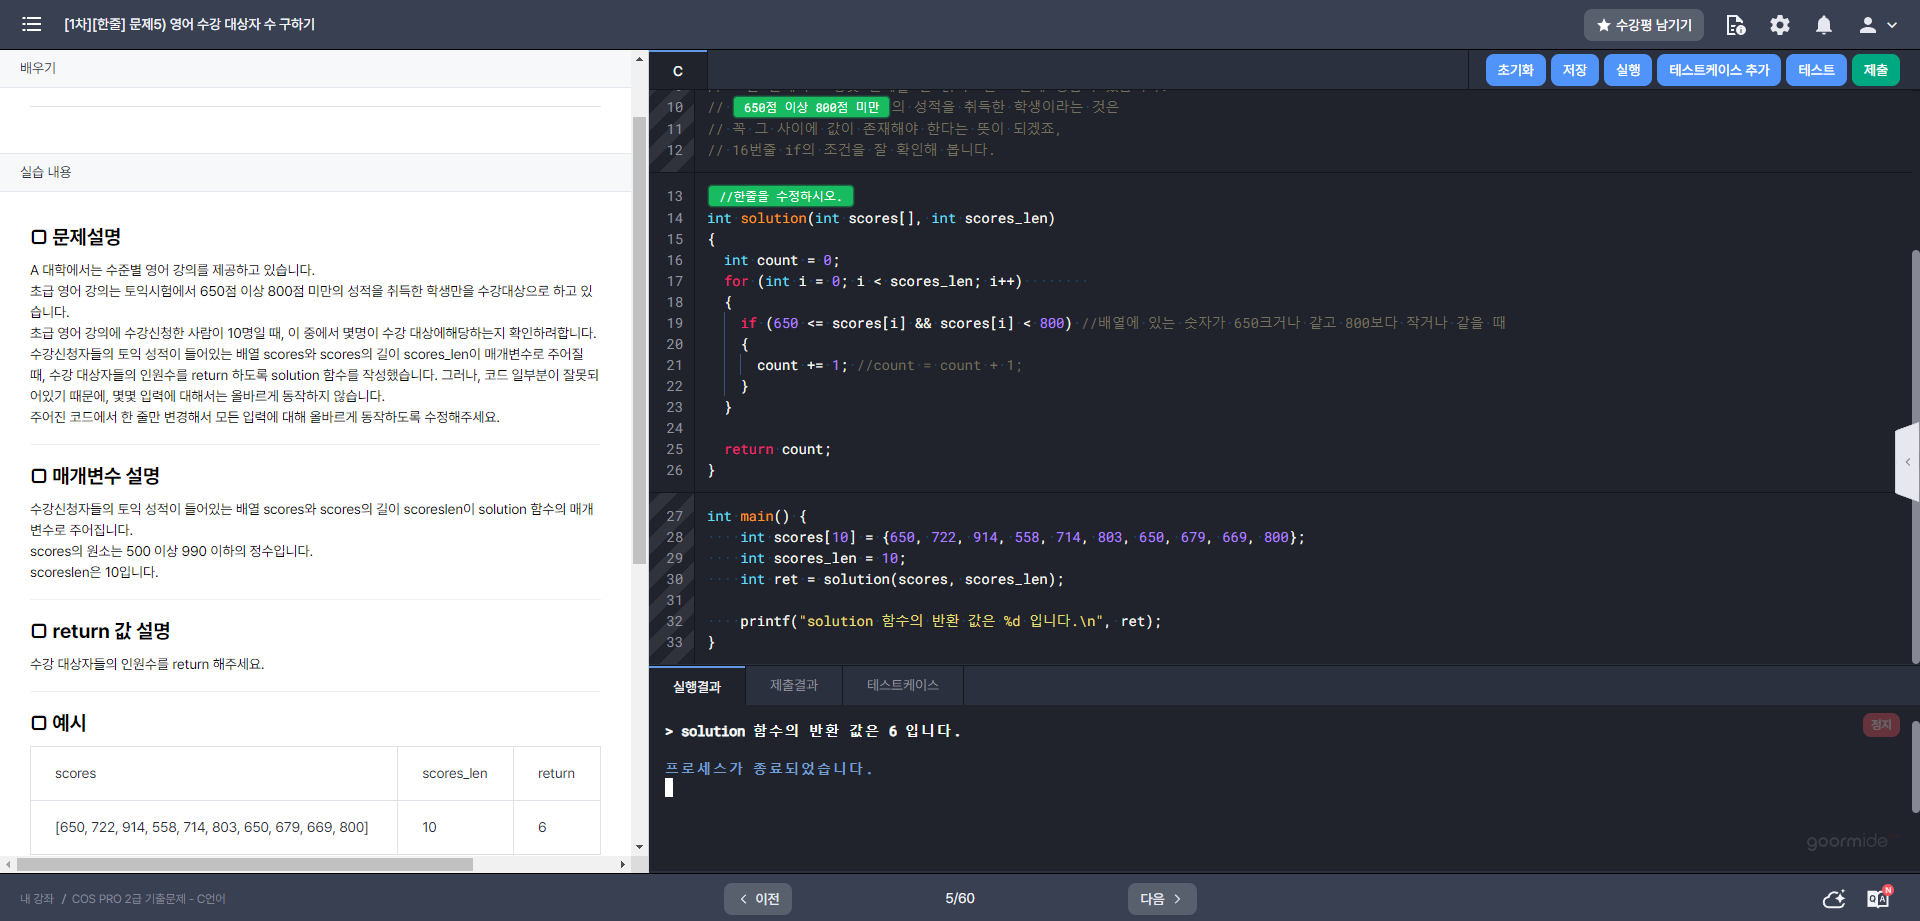 [1차][한줄] 문제5) 영어 수강 대상자 수 구하기
★ 수강평 남기기
배우기
실습 내용
문제설명
A 대학에서는 수준별 영어 강의를 제공하고 있습니다.
초급 영어 강의는 토익시험에서 650점 이상 800점 미만의 성적을 취득한 학생만을 수강대상으로 하고 있
습니다.
초급 영어 강의에 수강신청한 사람이 10명일 때, 이 중에서 몇명이 수강 대상에해당하는지 확인하려합니다.
수강신청자들의 토익 성적이 들어있는 배열 scores와 scores의 길이 scores_len이 매개변수로 주어질
때, 수강 대상자들의 인원수를 return 하도록 solution 함수를 작성했습니다. 그러나, 코드 일부분이 잘못되
어있기 때문에, 몇몇 입력에 대해서는 올바르게 동작하지 않습니다.
주어진 코드에서 한 줄만 변경해서 모든 입력에 대해 올바르게 동작하도록 수정해주세요.
매개변수 설명
수강신청자들의 토익 성적이 들어있는 배열 scores와 scores의 길이 scoreslen이 solution 함수의 매개
변수로 주어집니다.
scores의 원소는 500 이상 990 이하의 정수입니다.
scoreslen은 10입니다.
return 값 설명
수강 대상자들의 인원수를 return 해주세요.
예시
scores scores_len return
[650, 722, 914, 558, 714, 803, 650, 679, 669, 800] 10 6
C
초기화 저장 실행 테스트케이스 추가 테스트 제출
10 // 650점 이상 800점 미만 의 성적을 취득한 학생이라는 것은
11 // 꼭 그 사이에 값이 존재해야 한다는 뜻이 되겠죠,
12 // 16번줄 if의 조건을 잘 확인해 봅니다.
13 //한줄을 수정하시오.
14 int solution(int scores[], int scores_len)
15 {
16 int count = 0;
17 for (int i = 0; i < scores_len; i++)
18 {
19 if (650 <= scores[i] && scores[i] < 800) //배열에 있는 숫자가 650크거나 같고 800보다 작거나 같을 때
20 {
21 count += 1; //count = count + 1;
22 }
23 }
24
25 return count;
26 }
27 int main() {
28 int scores[10] = {650, 722, 914, 558, 714, 803, 650, 679, 669, 800};
29 int scores_len = 10;
30 int ret = solution(scores, scores_len);
31
32 printf("solution 함수의 반환 값은 %d 입니다.\n", ret);
33 }
실행결과 제출결과 테스트케이스
> solution 함수의 반환 값은 6 입니다.
정지
프로세스가 종료되었습니다.
goormide
내 강좌 / COS PRO 2급 기출문제 - C언어
< 이전 5/60 다음 >
Q A N